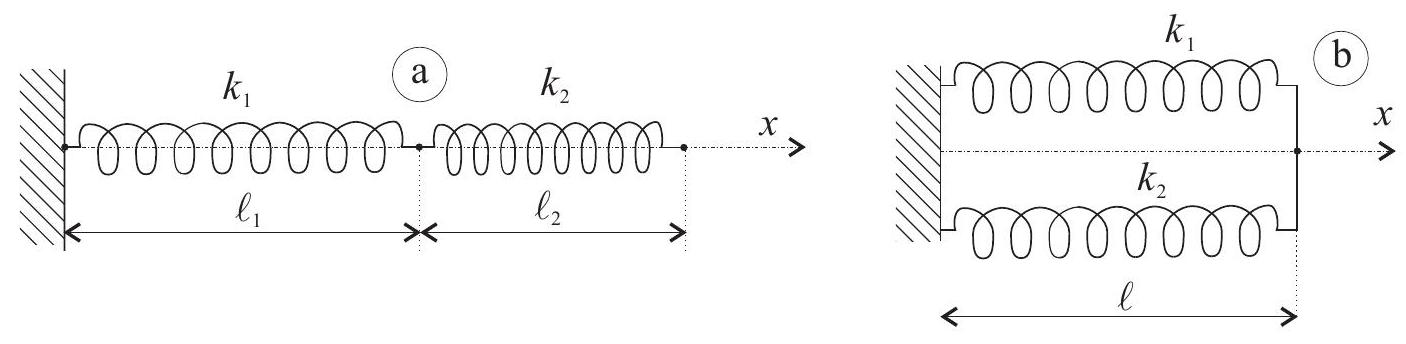 k₁
a
k₂
x
ℓ₁
ℓ₂
k₁
b
x
k₂
ℓ